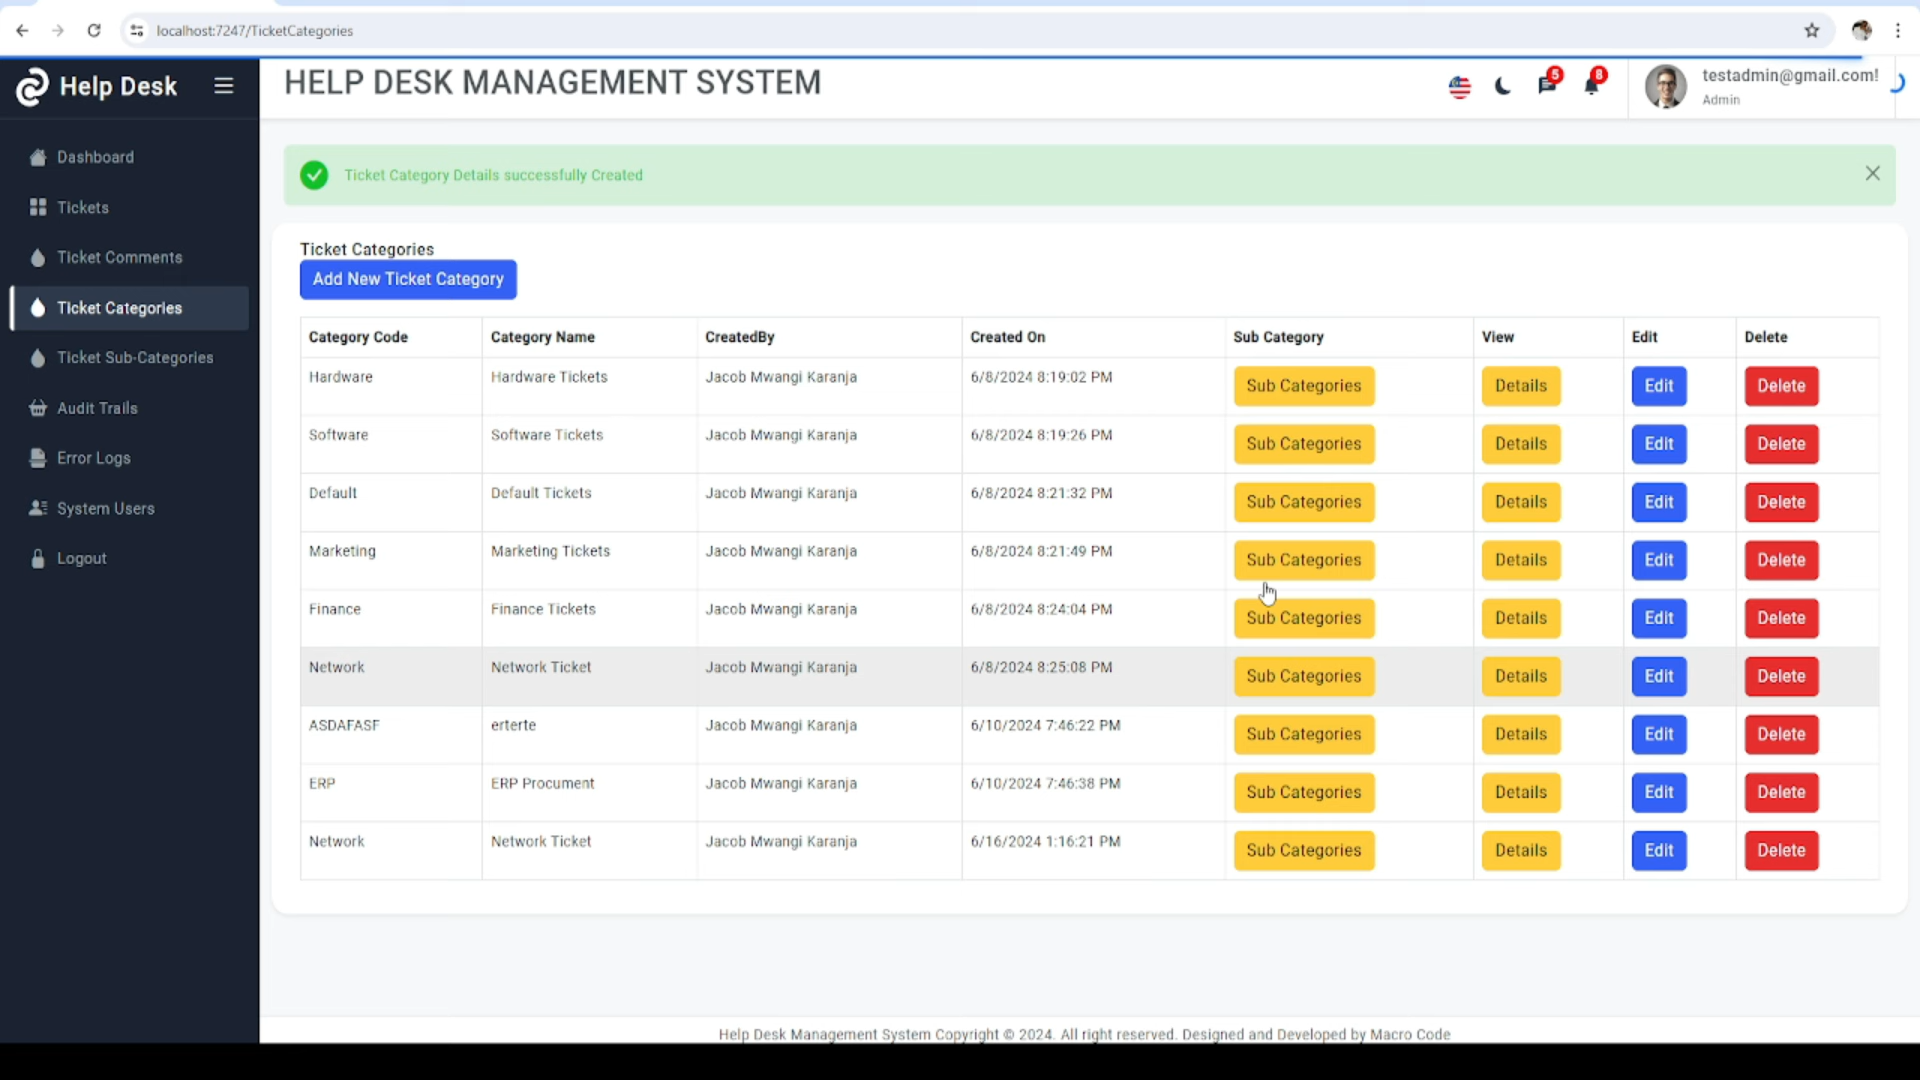 localhost:7247/TicketCategories
Help Desk
HELP DESK MANAGEMENT SYSTEM
5
8
testadmin@gmail.com!
Admin
Dashboard
Tickets
Ticket Comments
Ticket Categories
Ticket Sub-Categories
Audit Trails
Error Logs
System Users
Logout
Ticket Category Details successfully Created
Ticket Categories
Add New Ticket Category
Category Code Category Name CreatedBy Created On Sub Category View Edit Delete
Hardware Hardware Tickets Jacob Mwangi Karanja 6/8/2024 8:19:02 PM Sub Categories Details Edit Delete
Software Software Tickets Jacob Mwangi Karanja 6/8/2024 8:19:26 PM Sub Categories Details Edit Delete
Default Default Tickets Jacob Mwangi Karanja 6/8/2024 8:21:32 PM Sub Categories Details Edit Delete
Marketing Marketing Tickets Jacob Mwangi Karanja 6/8/2024 8:21:49 PM Sub Categories Details Edit Delete
Finance Finance Tickets Jacob Mwangi Karanja 6/8/2024 8:24:04 PM Sub Categories Details Edit Delete
Network Network Ticket Jacob Mwangi Karanja 6/8/2024 8:25:08 PM Sub Categories Details Edit Delete
ASDAFASF erterte Jacob Mwangi Karanja 6/10/2024 7:46:22 PM Sub Categories Details Edit Delete
ERP ERP Procument Jacob Mwangi Karanja 6/10/2024 7:46:38 PM Sub Categories Details Edit Delete
Network Network Ticket Jacob Mwangi Karanja 6/16/2024 1:16:21 PM Sub Categories Details Edit Delete
Help Desk Management System Copyright © 2024. All right reserved. Designed and Developed by Macro Code